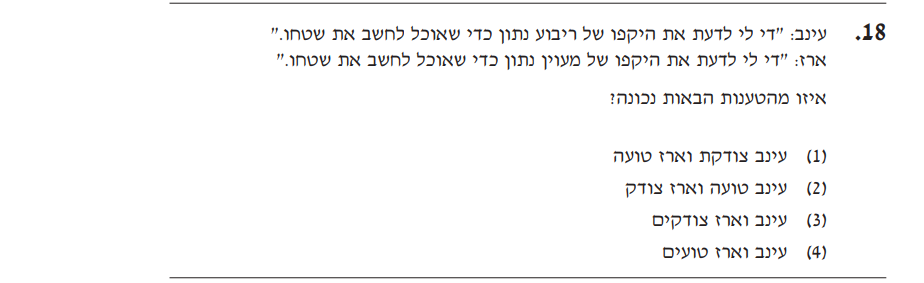 18. עינב: "די לי לדעת את היקפו של ריבוע נתון כדי שאוכל לחשב את שטחו."
ארז: "די לי לדעת את היקפו של מעוין נתון כדי שאוכל לחשב את שטחו."
איזו מהטענות הבאות נכונה?
(1) עינב צודקת וארז טועה
(2) עינב טועה וארז צודק
(3) עינב וארז צודקים
(4) עינב וארז טועים